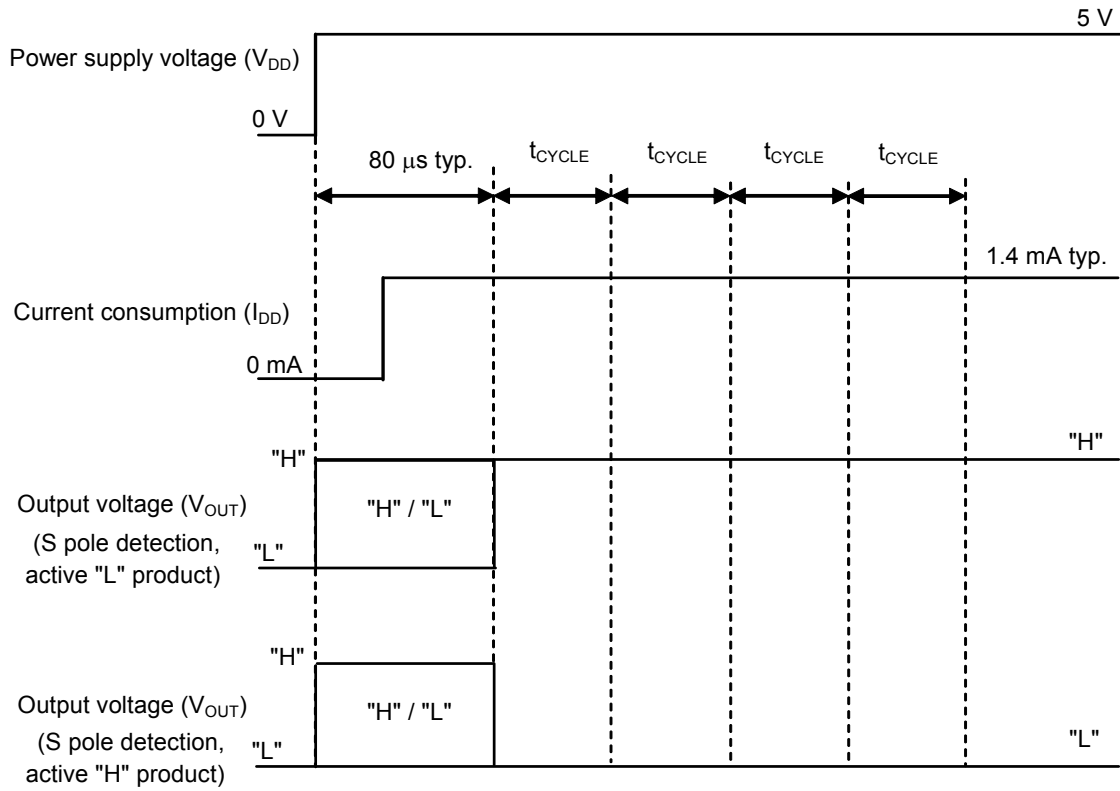 5 V
Power supply voltage (VDD)
0 V
80 μs typ.
tCYCLE
tCYCLE
tCYCLE
tCYCLE
1.4 mA typ.
Current consumption (IDD)
0 mA
"H"
"H"
Output voltage (VOUT)
"H" / "L"
(S pole detection,
"L"
active "L" product)
"H"
Output voltage (VOUT)
"H" / "L"
(S pole detection,
"L"
"L"
active "H" product)